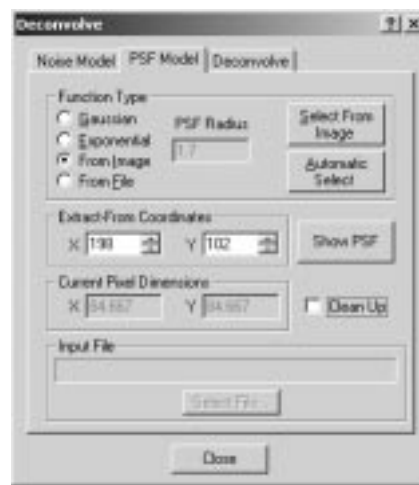 Deconvolve
Noise Model PSF Model Deconvolve
Function Type
Gaussian
Exponential
From Image
From File
PSF Radius
1.7
Select From
Image
Automatic
Select
Extract-From Coordinates
X 198 Y 102
Show PSF
Current Pixel Dimensions
X 84.667 Y 84.667
Clean Up
Input File
Select File...
Close